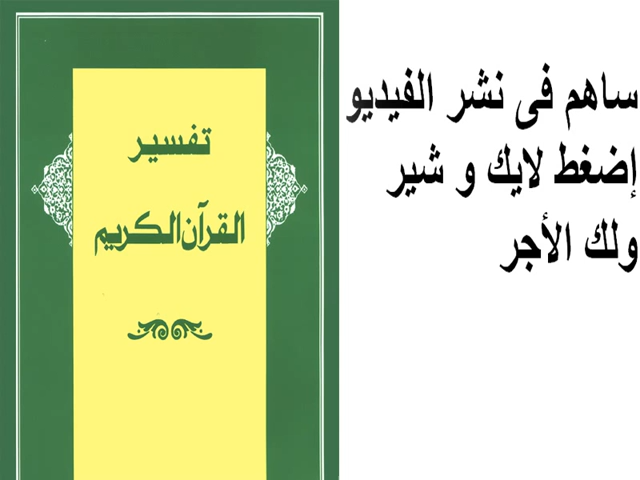 تفسير
القرآن الكريم
ساهم فى نشر الفيديو
إضغط لايك و شير
ولك الأجر